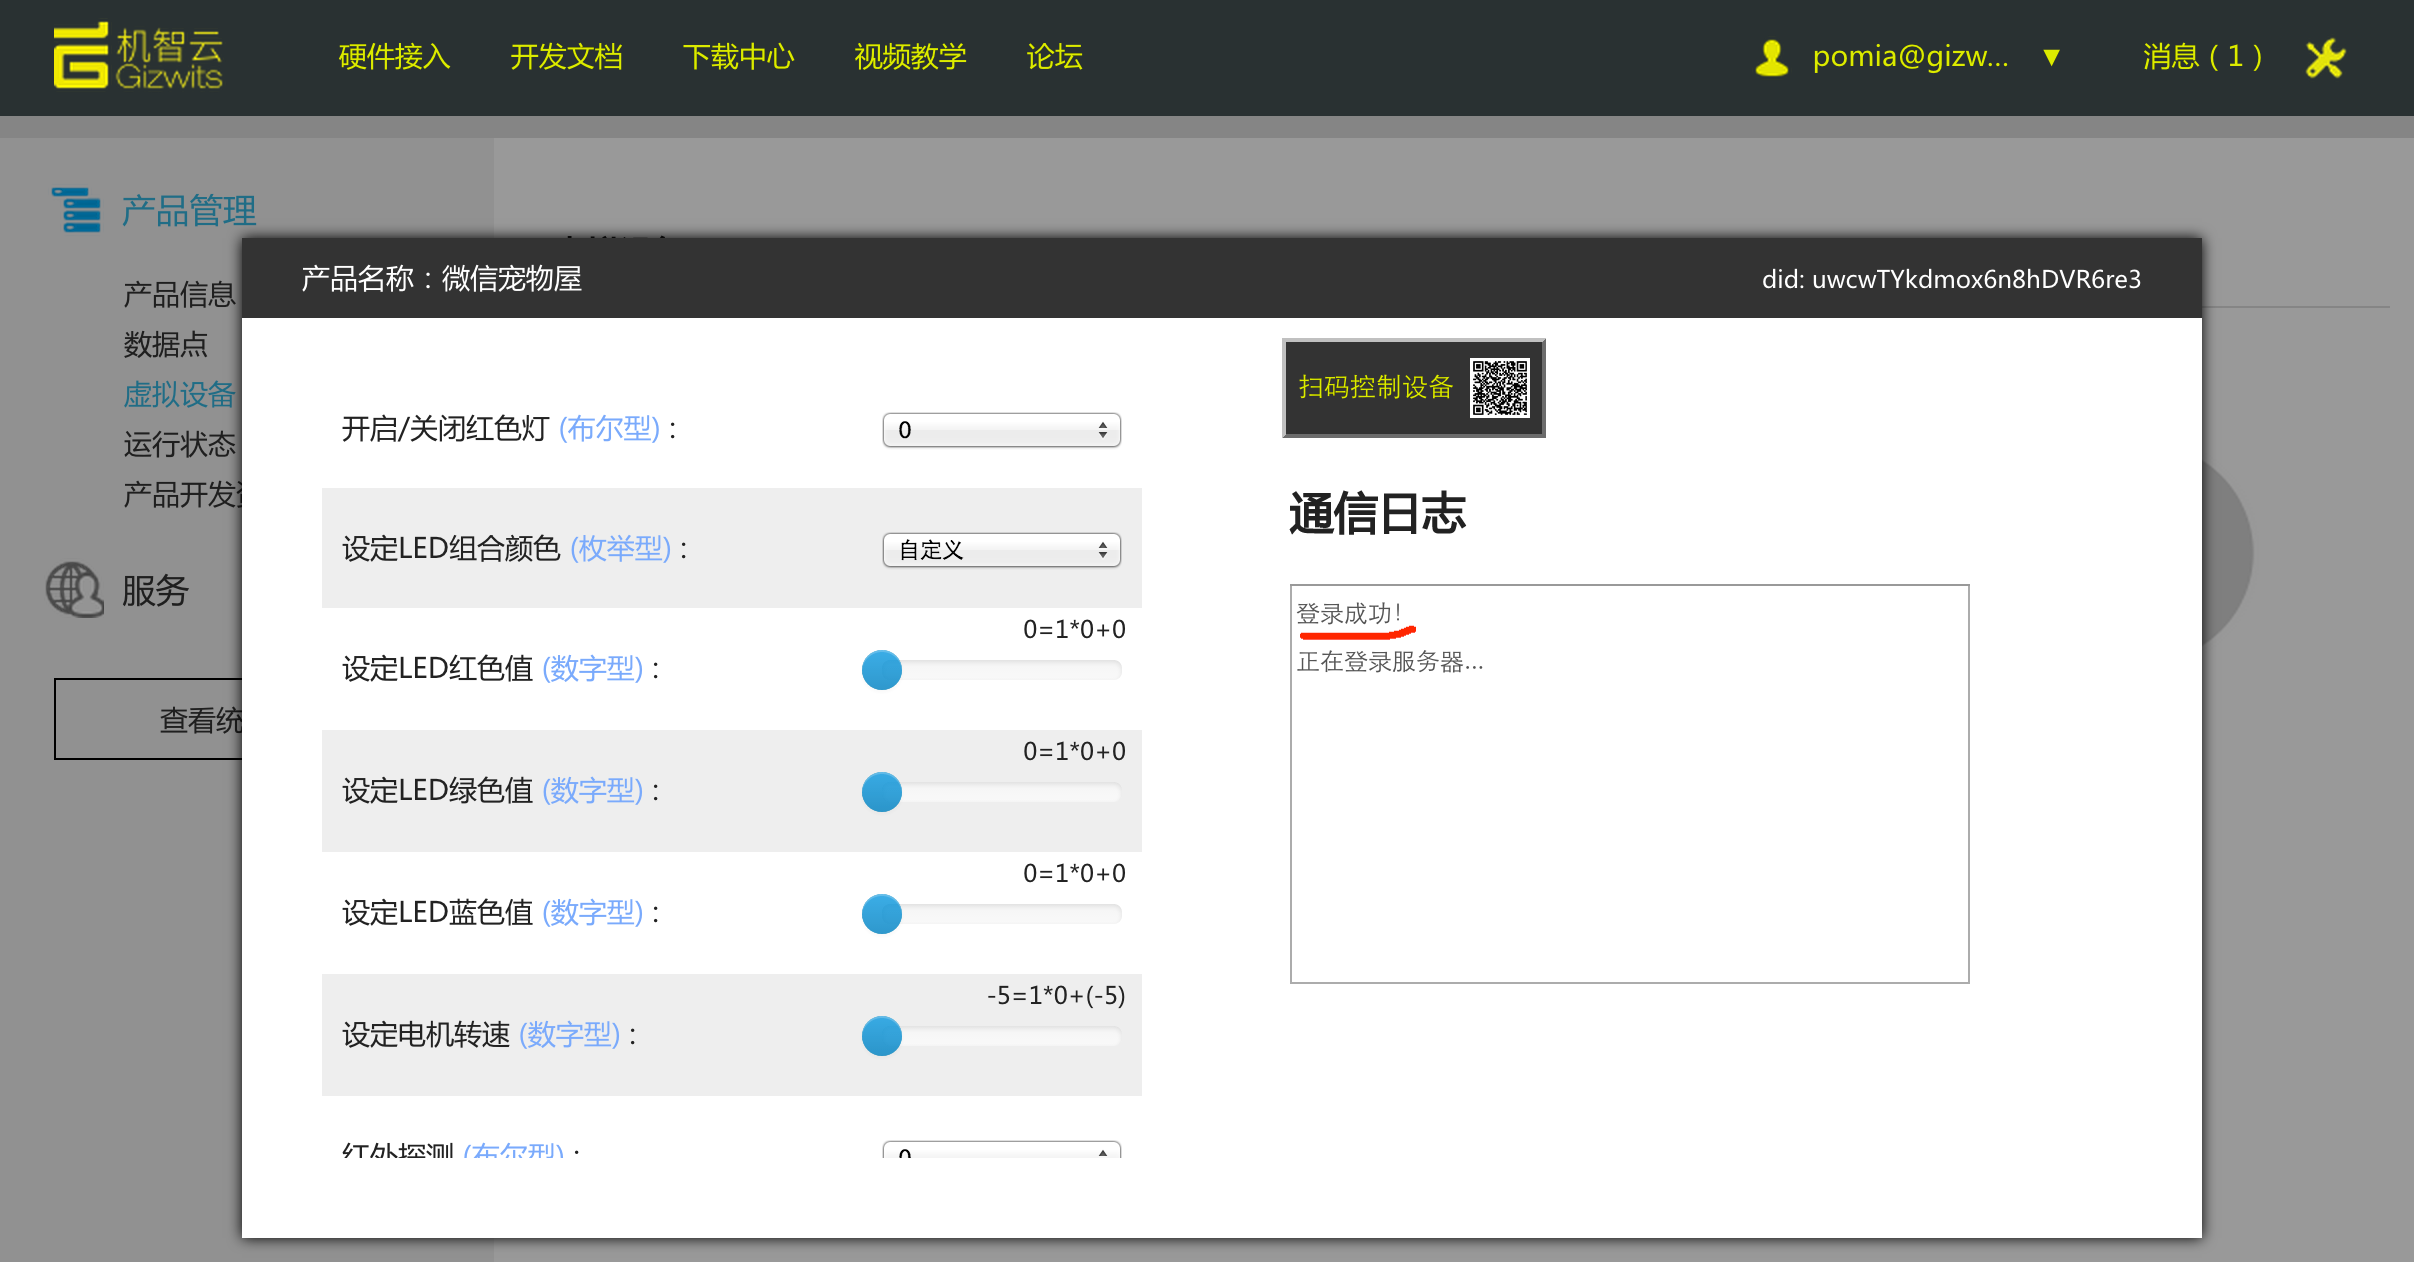 机智云
Gizwits
硬件接入 开发文档 下载中心 视频教学 论坛
pomia@gizw... ▼ 消息 ( 1 )
产品管理
产品信息
数据点
虚拟设备
运行状态
产品开发
服务
查看统
产品名称：微信宠物屋
did: uwcwTYkdmox6n8hDVR6re3
开启/关闭红色灯 (布尔型)： 0
设定LED组合颜色 (枚举型)： 自定义
0=1*0+0
设定LED红色值 (数字型)：
0=1*0+0
设定LED绿色值 (数字型)：
0=1*0+0
设定LED蓝色值 (数字型)：
-5=1*0+(-5)
设定电机转速 (数字型)：
红外探测 (布尔型)： 0
扫码控制设备
通信日志
登录成功！
正在登录服务器...